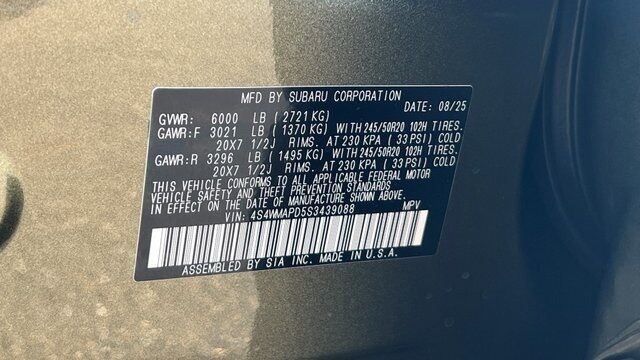 MFD BY SUBARU CORPORATION
DATE: 08/25
GVWR: 6000 LB ( 2721 KG)
GAWR:F 3021 LB ( 1370 KG) WITH 245/50R20 102H TIRES.
20X7 1/2J RIMS. AT 230 KPA ( 33 PSI) COLD
GAWR:R 3296 LB ( 1495 KG) WITH 245/50R20 102H TIRES.
20X7 1/2J RIMS. AT 230 KPA ( 33 PSI) COLD
THIS VEHICLE CONFORMS TO ALL APPLICABLE FEDERAL MOTOR
VEHICLE SAFETY AND THEFT PREVENTION STANDARDS
IN EFFECT ON THE DATE OF MANUFACTURE SHOWN ABOVE.
VIN: 4S4WMAPD5S3439088 MPV
ASSEMBLED BY SIA INC. MADE IN U.S.A.